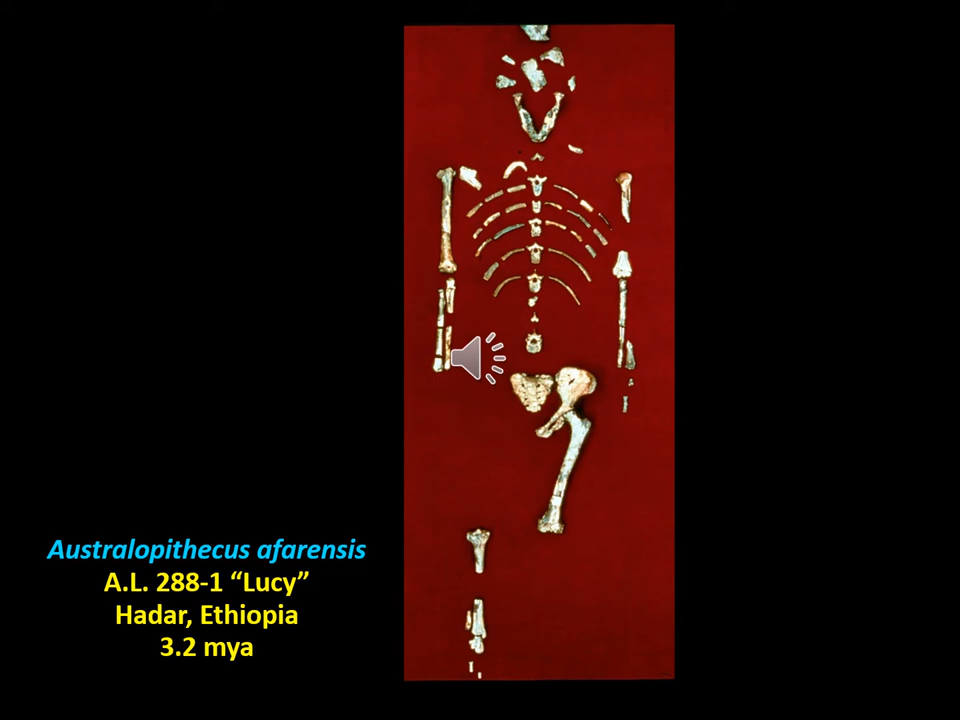 Australopithecus afarensis
A.L. 288-1 “Lucy”
Hadar, Ethiopia
3.2 mya